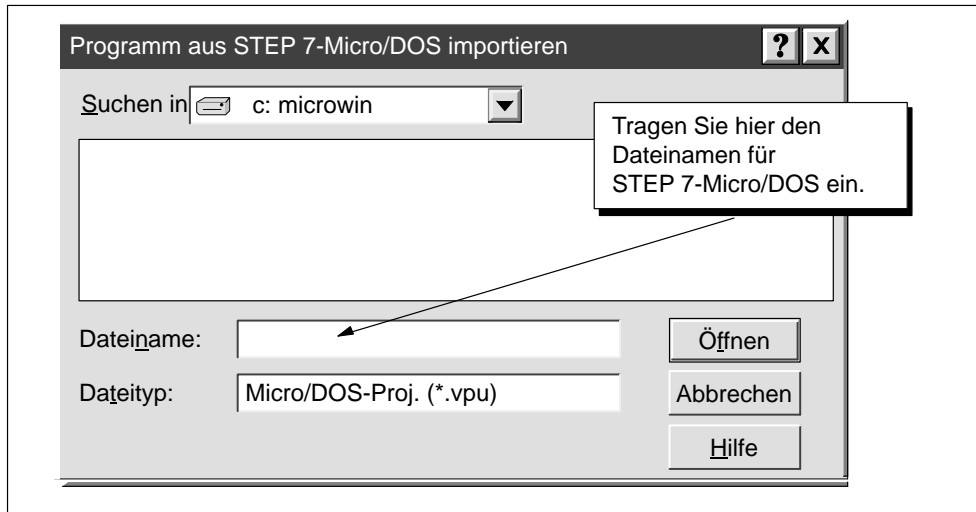 Programm aus STEP 7-Micro/DOS importieren
? X
Suchen in
c: microwin
Tragen Sie hier den
Dateinamen für
STEP 7-Micro/DOS ein.
Dateiname:
Öffnen
Dateityp:
Micro/DOS-Proj. (*.vpu)
Abbrechen
Hilfe